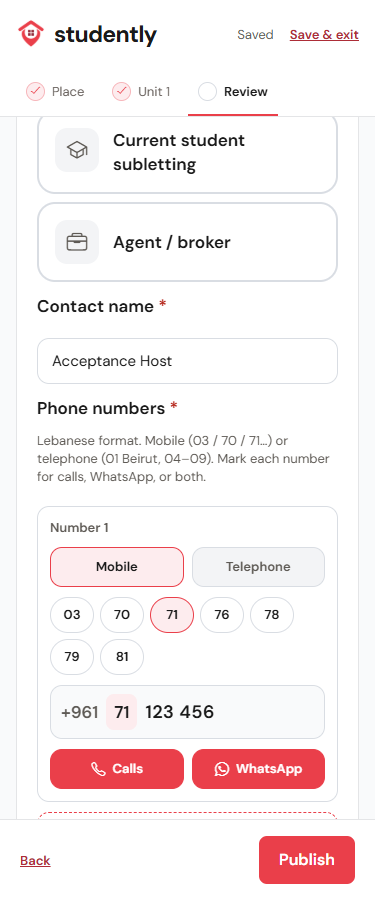 studently
Saved
Save & exit
Place
Unit 1
Review
Current student
subletting
Agent / broker
Contact name *
Acceptance Host
Phone numbers *
Lebanese format. Mobile (03 / 70 / 71…) or
telephone (01 Beirut, 04–09). Mark each number
for calls, WhatsApp, or both.
Number 1
Mobile
Telephone
03
70
71
76
78
79
81
+961 71 123 456
Calls
WhatsApp
Back
Publish